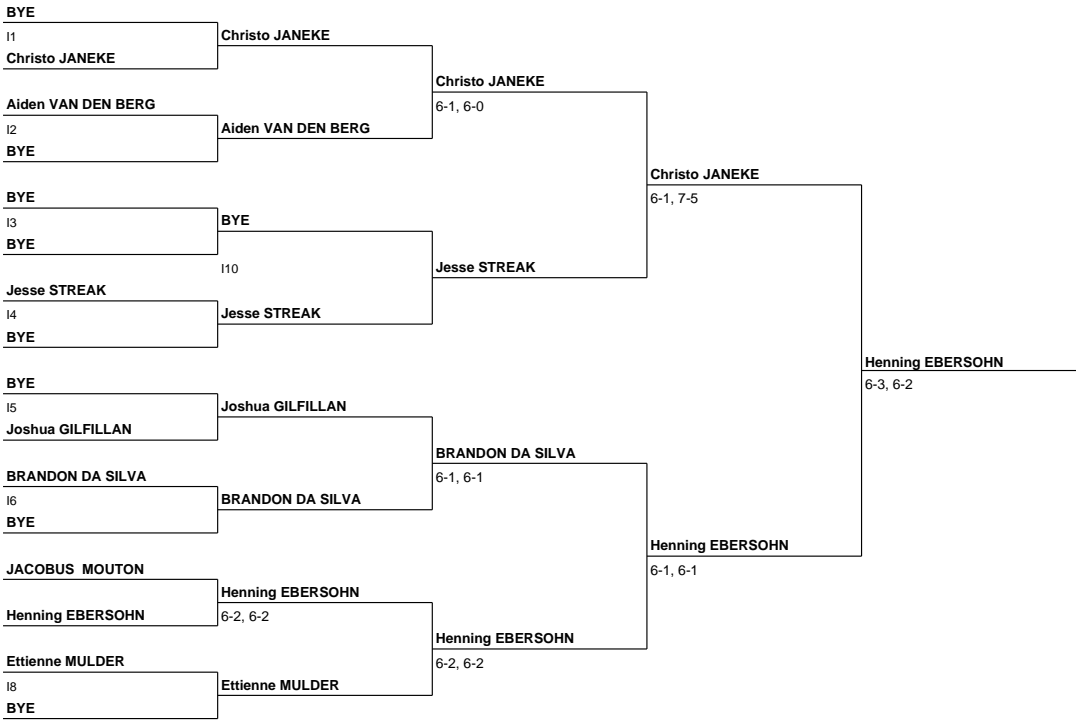 BYE
I1
Christo JANEKE
Christo JANEKE
Aiden VAN DEN BERG
I2
BYE
Aiden VAN DEN BERG
Christo JANEKE
6-1, 6-0
BYE
I3
BYE
BYE
I10
Jesse STREAK
I4
BYE
Jesse STREAK
Jesse STREAK
Christo JANEKE
6-1, 7-5
BYE
I5
Joshua GILFILLAN
Joshua GILFILLAN
BRANDON DA SILVA
I6
BYE
BRANDON DA SILVA
BRANDON DA SILVA
6-1, 6-1
JACOBUS  MOUTON
Henning EBERSOHN
Henning EBERSOHN
6-2, 6-2
Ettienne MULDER
I8
BYE
Ettienne MULDER
Henning EBERSOHN
6-2, 6-2
Henning EBERSOHN
6-1, 6-1
Henning EBERSOHN
6-3, 6-2